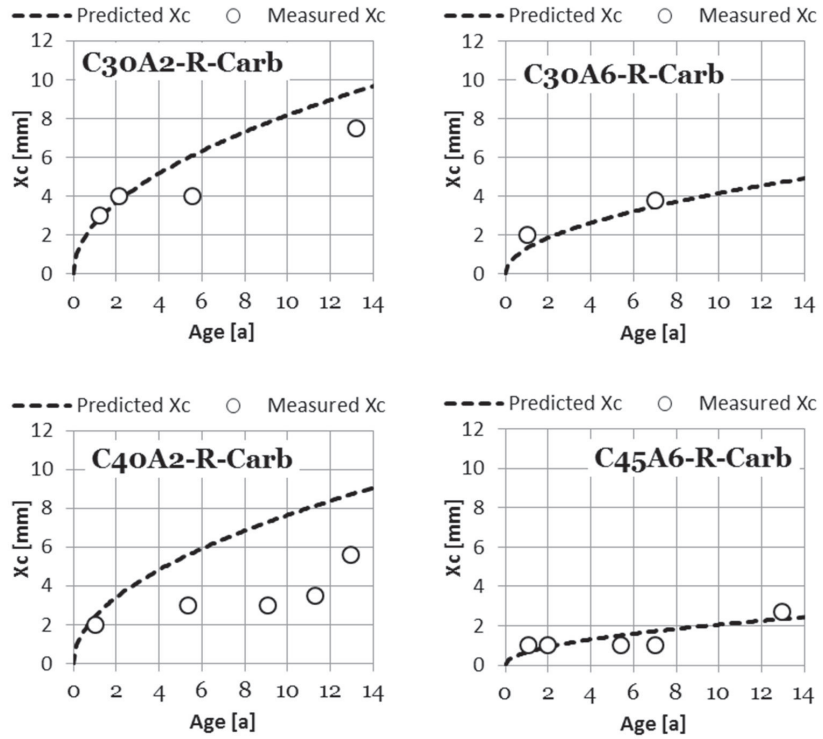 Predicted Xc Measured Xc
C30A2-R-Carb
Xc [mm]
12
10
8
6
4
2
0
0 2 4 6 8 10 12 14
Age [a]
Predicted Xc Measured Xc
C30A6-R-Carb
Xc [mm]
12
10
8
6
4
2
0
0 2 4 6 8 10 12 14
Age [a]
Predicted Xc Measured Xc
C40A2-R-Carb
Xc [mm]
12
10
8
6
4
2
0
0 2 4 6 8 10 12 14
Age [a]
Predicted Xc Measured Xc
C45A6-R-Carb
Xc [mm]
12
10
8
6
4
2
0
0 2 4 6 8 10 12 14
Age [a]